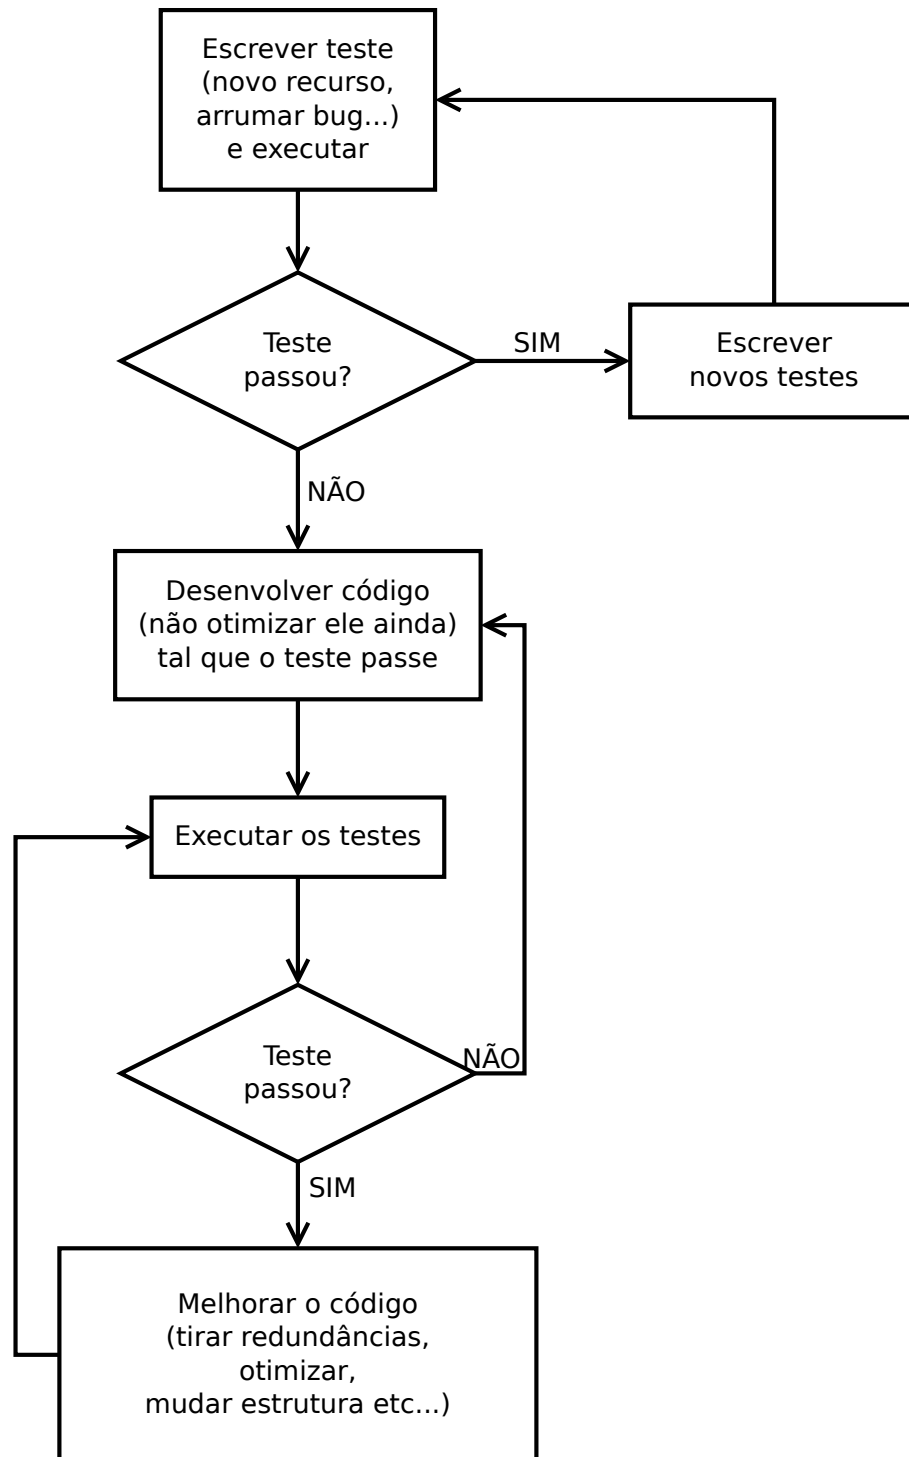 Escrever teste
(novo recurso,
arrumar bug...)
e executar
Teste
passou?
SIM
Escrever
novos testes
NÃO
Desenvolver código
(não otimizar ele ainda)
tal que o teste passe
Executar os testes
Teste
passou?
NÃO
SIM
Melhorar o código
(tirar redundâncias,
otimizar,
mudar estrutura etc...)